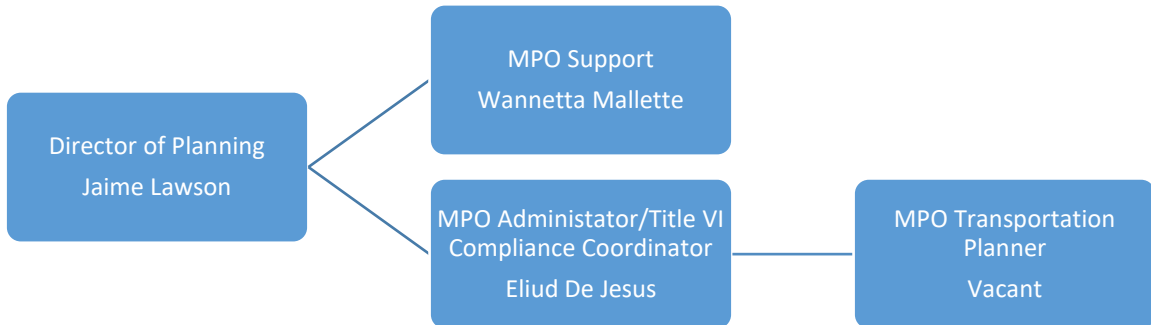 Director of Planning
Jaime Lawson
MPO Support
Wannetta Mallette
MPO Administator/Title VI
Compliance Coordinator
Eliud De Jesus
MPO Transportation
Planner
Vacant